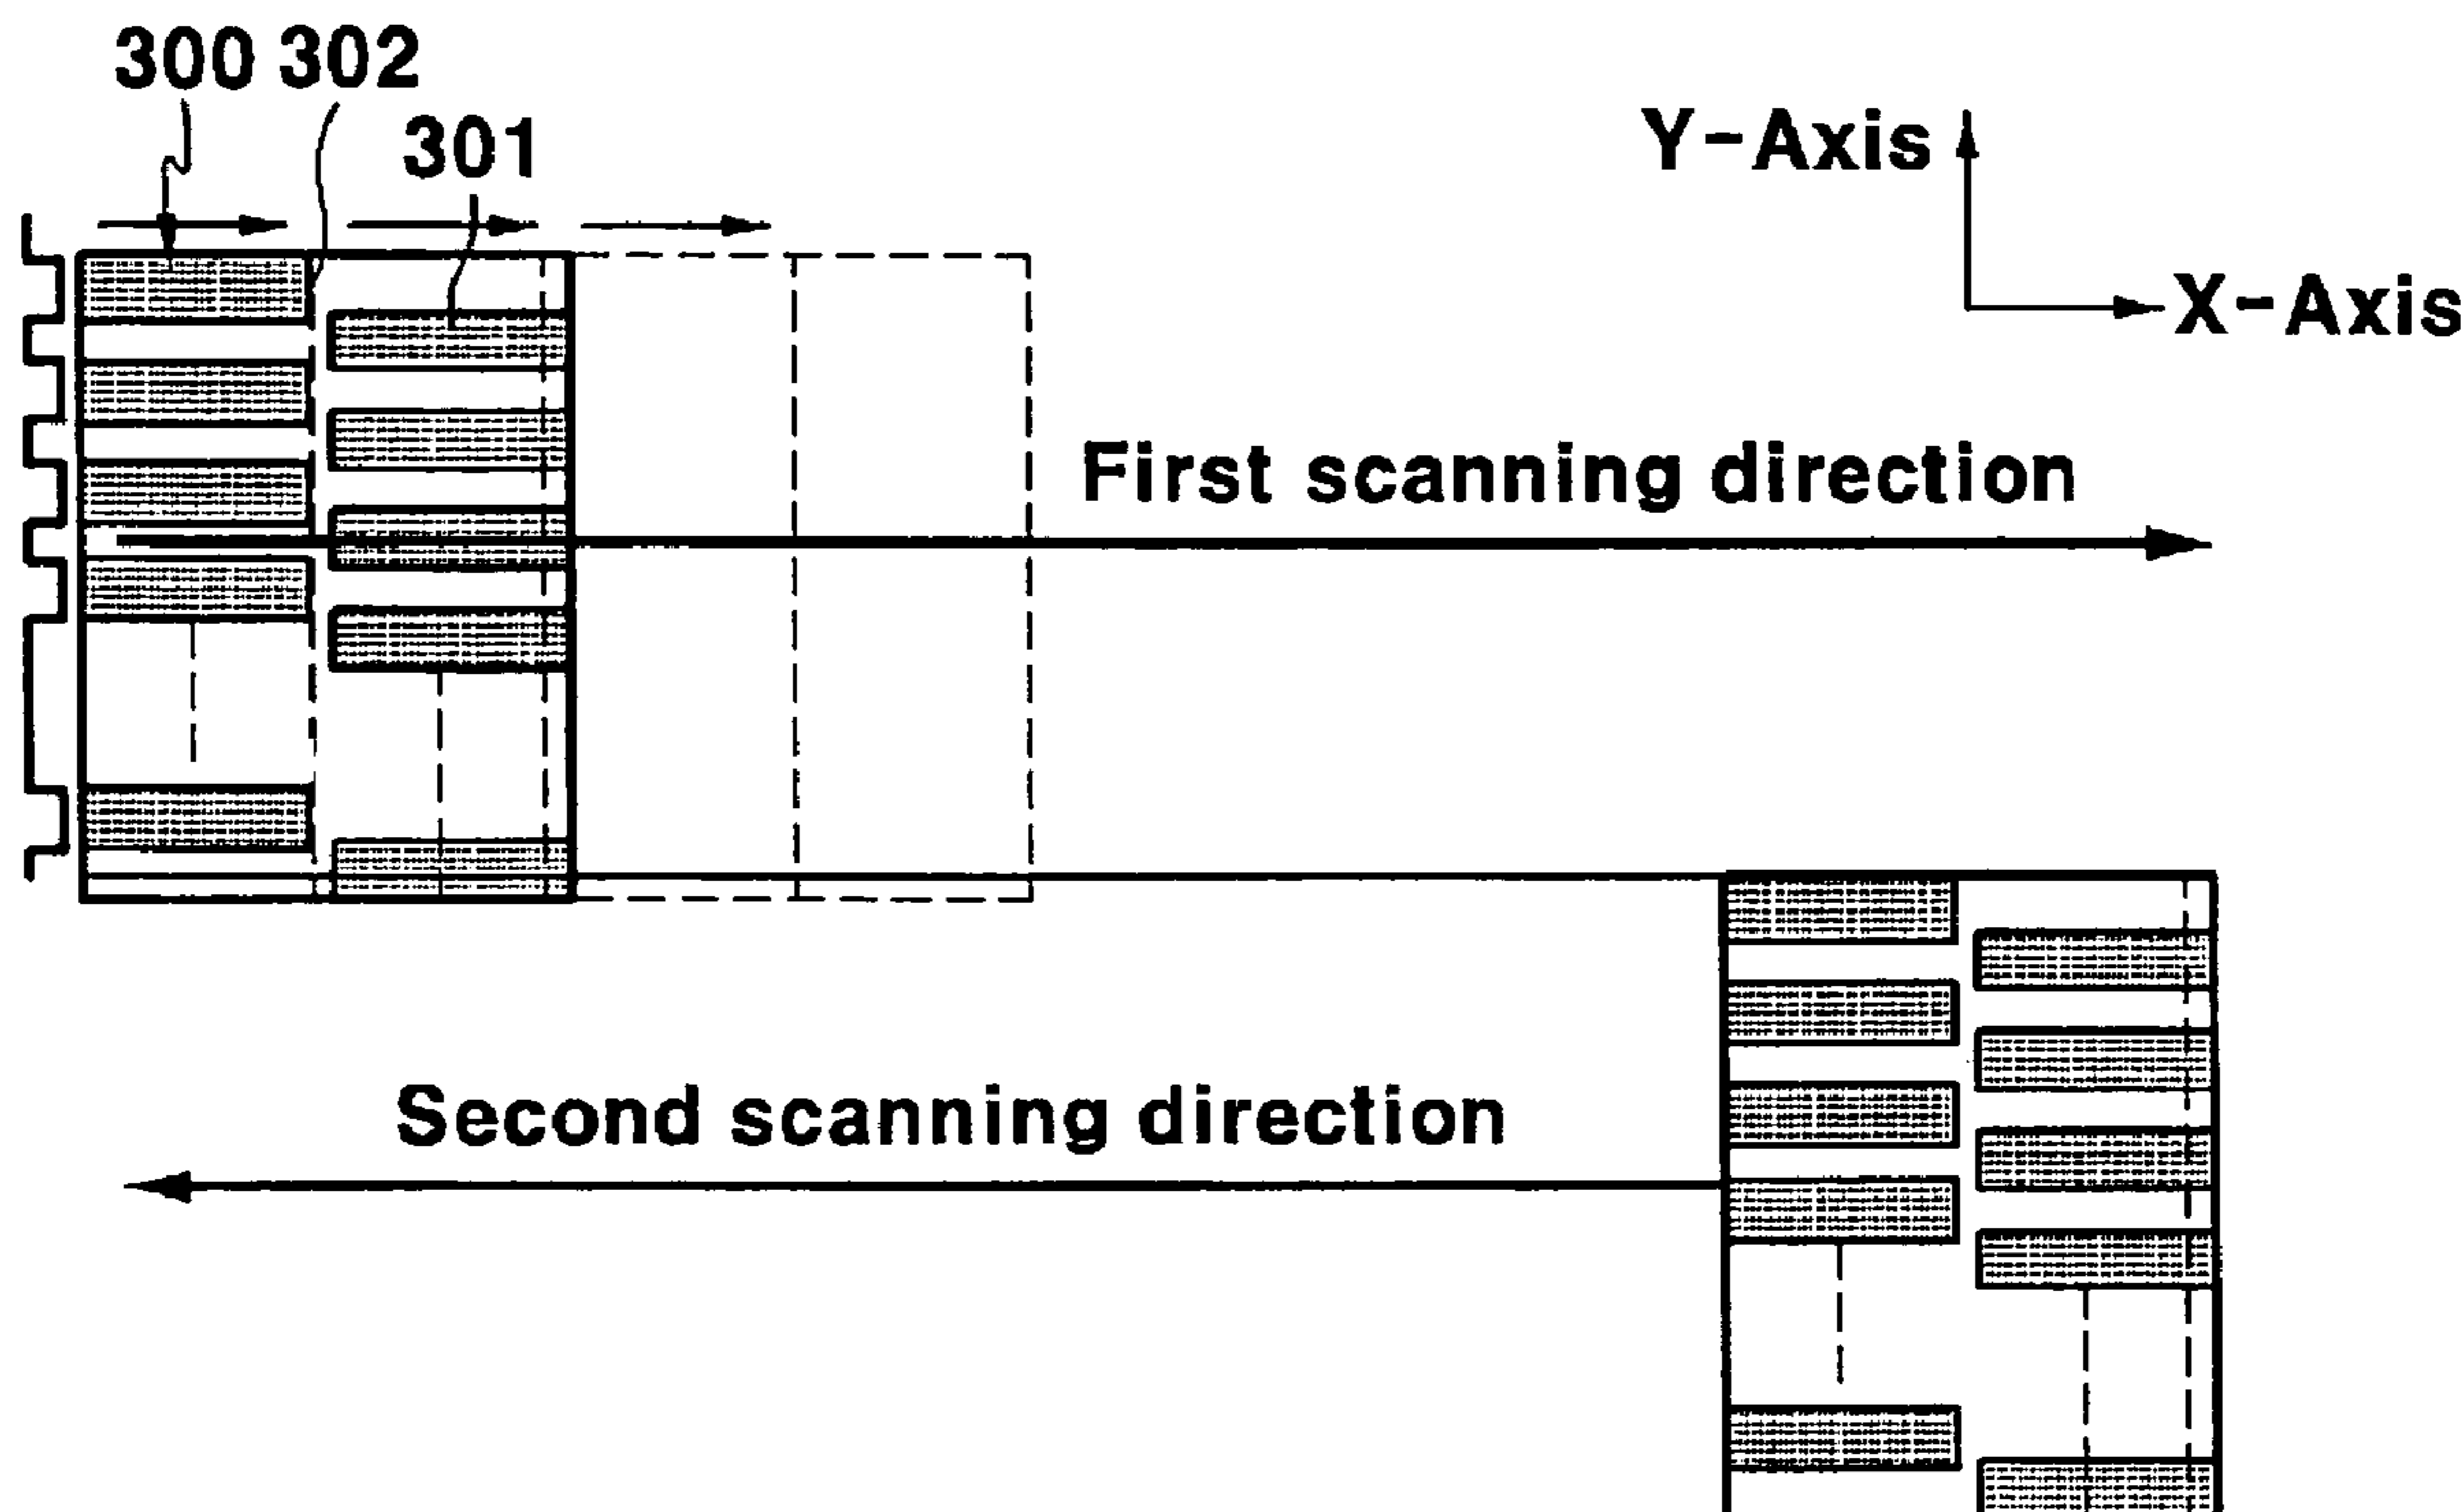 300 302
301
Y-Axis
X-Axis
First scanning direction
Second scanning direction